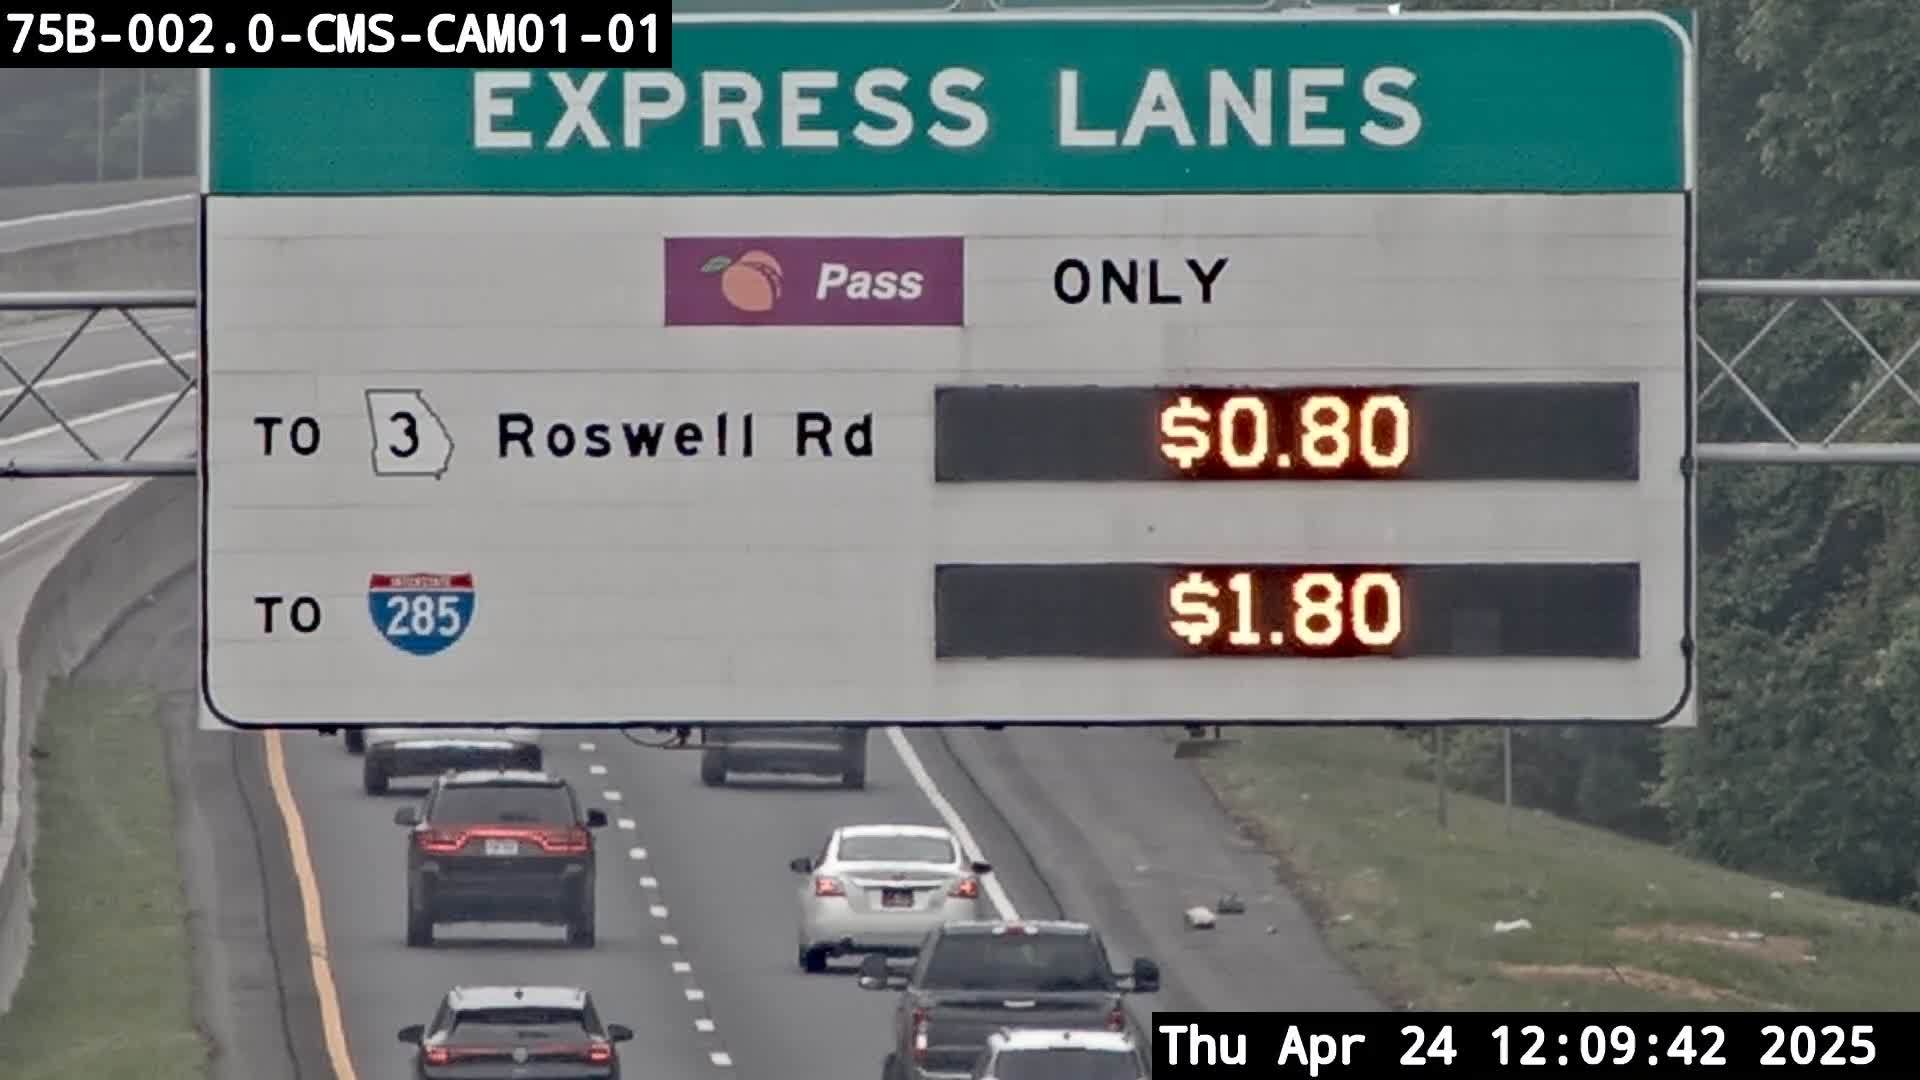 75B-002.0-CMS-CAM01-01
EXPRESS LANES
Pass ONLY
TO 3 Roswell Rd $0.80
INTERSTATE
TO 285 $1.80
Thu Apr 24 12:09:42 2025